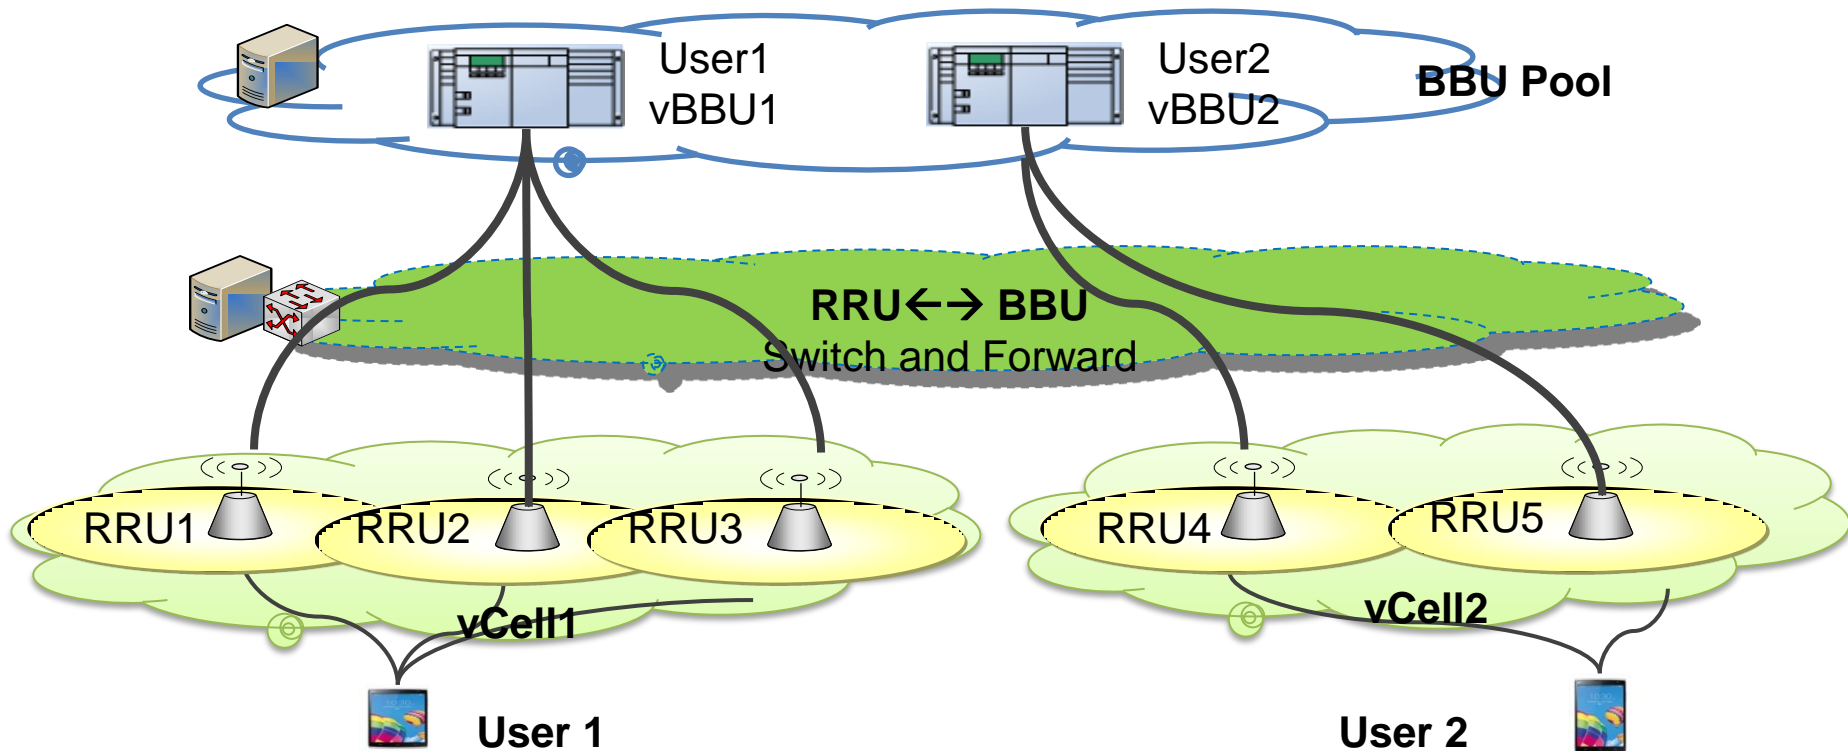 User1
vBBU1
User2
vBBU2
BBU Pool
RRU←→ BBU
Switch and Forward
RRU1
RRU2
RRU3
RRU4
RRU5
vCell1
vCell2
User 1
User 2